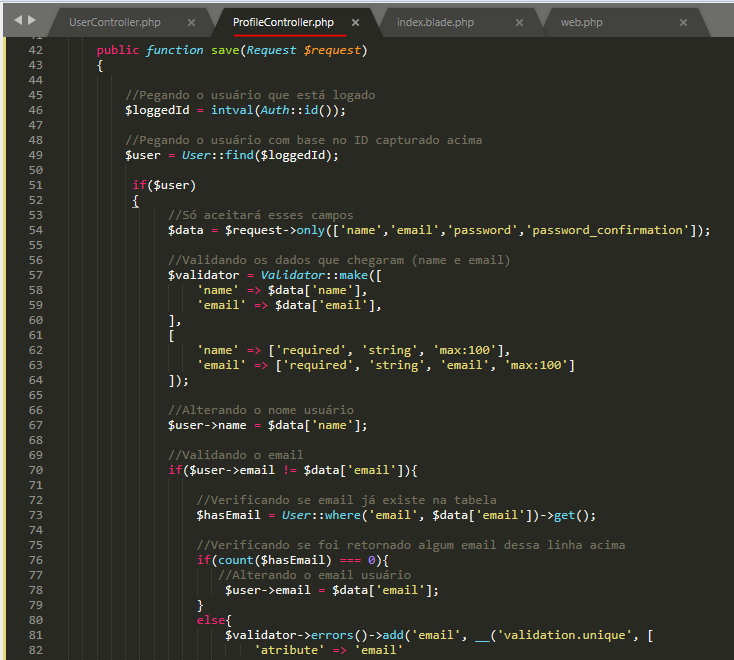 UserController.php × ProfileController.php × index.blade.php × web.php ×
41
42 public function save(Request $request)
43 {
44
45 //Pegando o usuário que está logado
46 $loggedId = intval(Auth::id());
47
48 //Pegando o usuário com base no ID capturado acima
49 $user = User::find($loggedId);
50
51 if($user)
52 {
53 //Só aceitará esses campos
54 $data = $request->only(['name','email','password','password_confirmation']);
55
56 //Validando os dados que chegaram (name e email)
57 $validator = Validator::make([
58 'name' => $data['name'],
59 'email' => $data['email'],
60 ],
61 [
62 'name' => ['required', 'string', 'max:100'],
63 'email' => ['required', 'string', 'email', 'max:100']
64 ]);
65
66 //Alterando o nome usuário
67 $user->name = $data['name'];
68
69 //Validando o email
70 if($user->email != $data['email']){
71
72 //Verificando se email já existe na tabela
73 $hasEmail = User::where('email', $data['email'])->get();
74
75 //Verificando se foi retornado algum email dessa linha acima
76 if(count($hasEmail) === 0){
77 //Alterando o email usuário
78 $user->email = $data['email'];
79 }
80 else{
81 $validator->errors()->add('email', __('validation.unique', [
82 'atribute' => 'email'